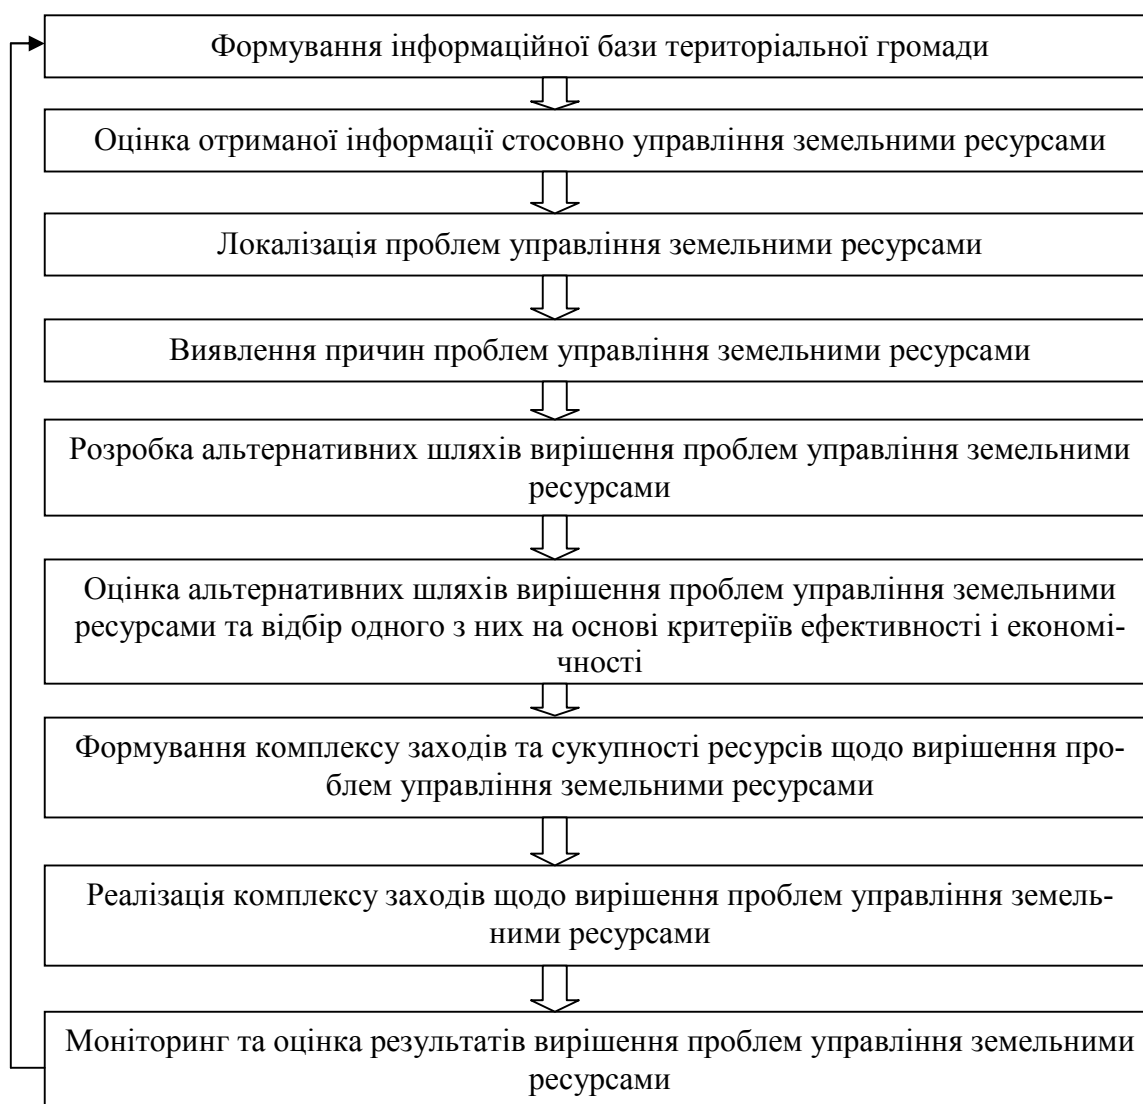 Формування інформаційної бази територіальної громади
Оцінка отриманої інформації стосовно управління земельними ресурсами
Локалізація проблем управління земельними ресурсами
Виявлення причин проблем управління земельними ресурсами
Розробка альтернативних шляхів вирішення проблем управління земельними
ресурсами
Оцінка альтернативних шляхів вирішення проблем управління земельними
ресурсами та відбір одного з них на основі критеріїв ефективності і економі-
чності
Формування комплексу заходів та сукупності ресурсів щодо вирішення про-
блем управління земельними ресурсами
Реалізація комплексу заходів щодо вирішення проблем управління земель-
ними ресурсами
Моніторинг та оцінка результатів вирішення проблем управління земельними
ресурсами